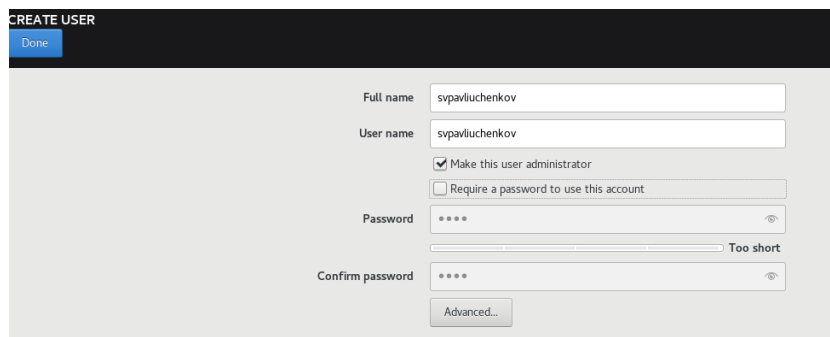 CREATE USER
Done
Full name svpavliuchenkov
User name svpavliuchenkov
Make this user administrator
Require a password to use this account
Password ●●●●
Too short
Confirm password ●●●●
Advanced...